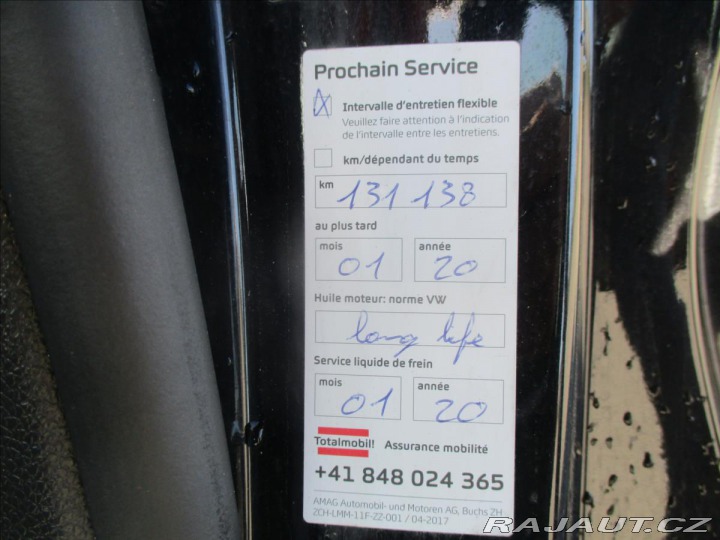 Prochain Service
Intervalle d'entretien flexible
Veuillez faire attention à l'indication
de l'intervalle entre les entretiens.
km/dépendant du temps
km 131 138
au plus tard
mois année
01 20
Huile moteur: norme VW
long life
Service liquide de frein
mois année
01 20
Totalmobil! Assurance mobilité
+41 848 024 365
AMAG Automobil- und Motoren AG, Buchs ZH
ZCH-LMM-11F-ZZ-001 / 04-2017
RAJAUT.CZ